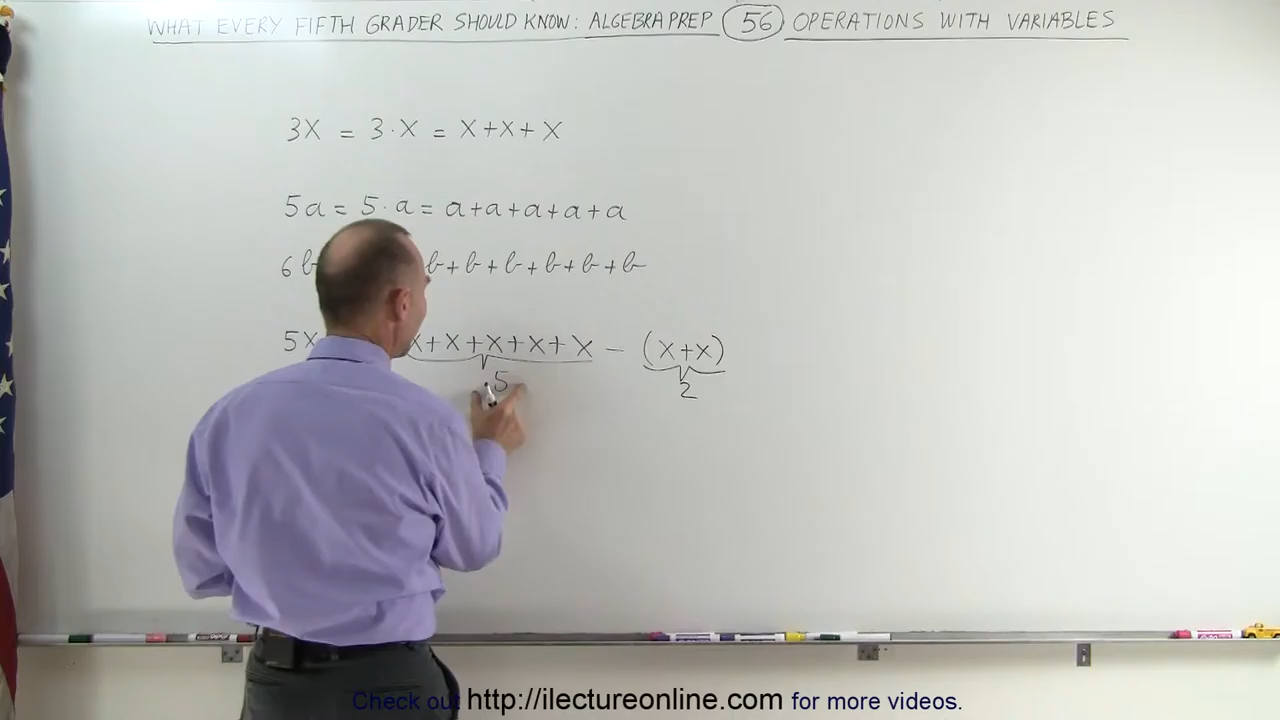 WHAT EVERY FIFTH GRADER SHOULD KNOW: ALGEBRA PREP 56 OPERATIONS WITH VARIABLES
3X = 3·X = X+X+X
5a = 5·a = a+a+a+a+a
6b b+b+b+b+b+b
5X X+X+X+X+X - (X+X)
5 2
Check out http://ilectureonline.com for more videos.